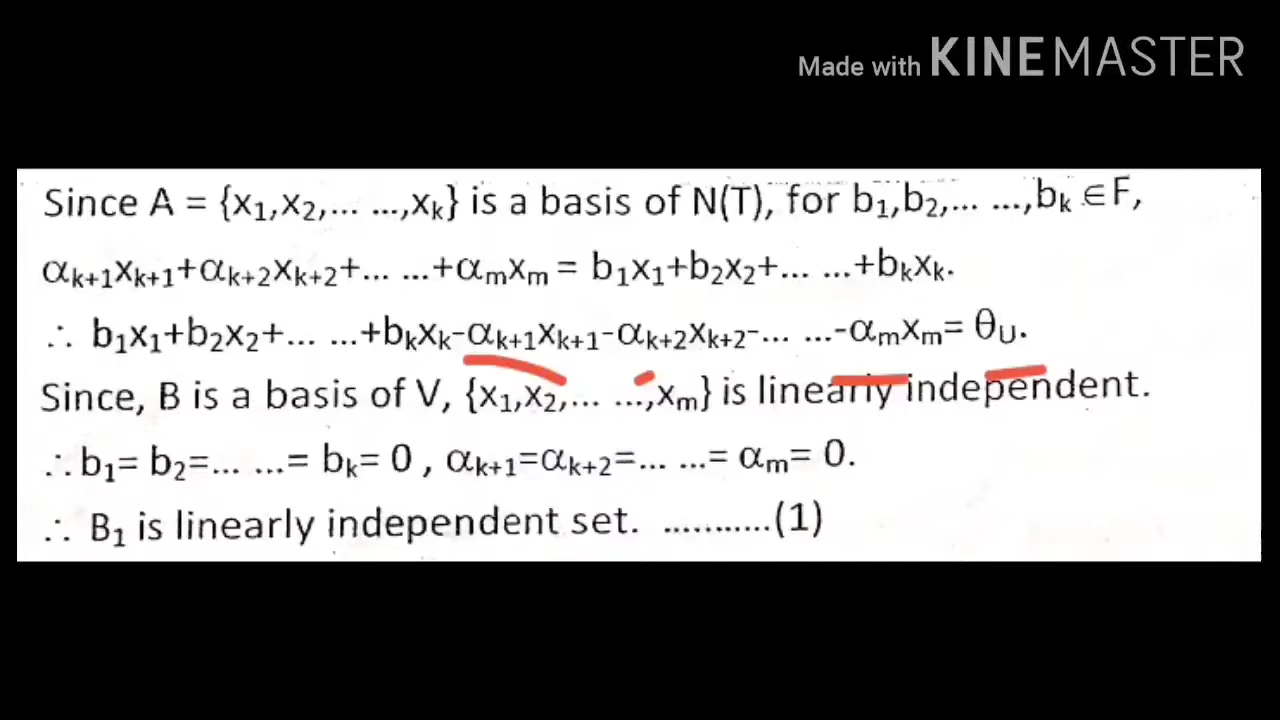 Made with KINEMASTER
Since A = {x₁,x₂,... ...,xₖ} is a basis of N(T), for b₁,b₂,... ...,bₖ ∈F,
αₖ₊₁xₖ₊₁+αₖ₊₂xₖ₊₂+... ...+αₘxₘ = b₁x₁+b₂x₂+... ...+bₖxₖ.
∴ b₁x₁+b₂x₂+... ...+bₖxₖ-αₖ₊₁xₖ₊₁-αₖ₊₂xₖ₊₂-... ...-αₘxₘ= θ_U.
Since, B is a basis of V, {x₁,x₂,... ...,xₘ} is linearly independent.
∴b₁= b₂=... ...= bₖ= 0 , αₖ₊₁=αₖ₊₂=... ...= αₘ= 0.
∴ B₁ is linearly independent set. ...........(1)